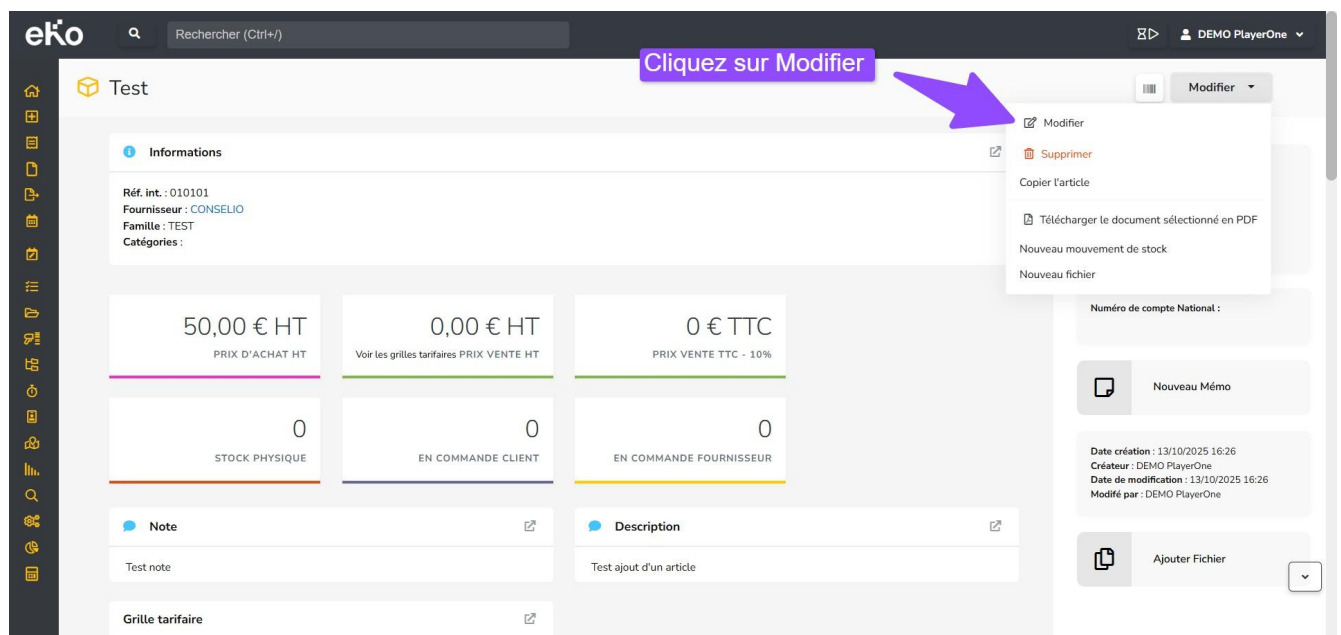 eko
Rechercher (Ctrl+/)
DEMO PlayerOne
Cliquez sur Modifier
Test
Modifier
Modifier
Supprimer
Copier l'article
Télécharger le document sélectionné en PDF
Nouveau mouvement de stock
Nouveau fichier
Informations
Réf. int. : 010101
Fournisseur : CONSELIO
Famille : TEST
Catégories :
Numéro de compte National :
50,00 € HT
PRIX D'ACHAT HT
0,00 € HT
Voir les grilles tarifaires PRIX VENTE HT
0 € TTC
PRIX VENTE TTC - 10%
Nouveau Mémo
0
STOCK PHYSIQUE
0
EN COMMANDE CLIENT
0
EN COMMANDE FOURNISSEUR
Date création : 13/10/2025 16:26
Créateur : DEMO PlayerOne
Date de modification : 13/10/2025 16:26
Modifé par : DEMO PlayerOne
Note
Test note
Description
Test ajout d'un article
Ajouter Fichier
Grille tarifaire